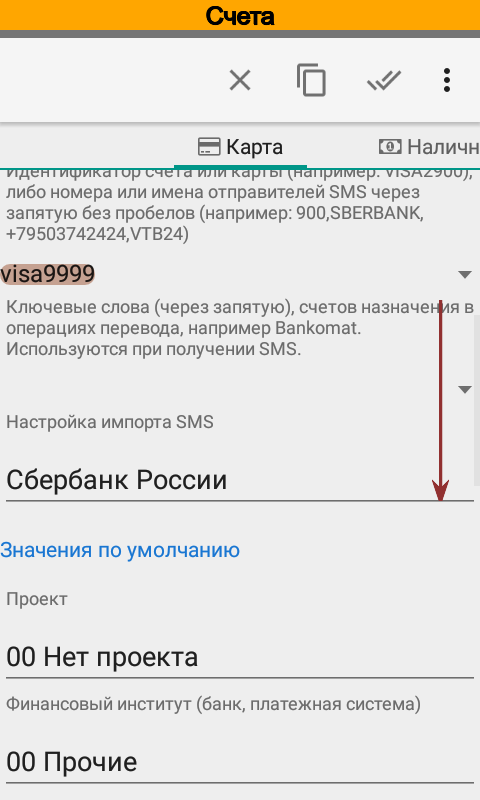 Счета
Карта
Наличн
Идентификатор счета или карты (например: VISA2900),
либо номера или имена отправителей SMS через
запятую без пробелов (например: 900,SBERBANK,
+79503742424,VTB24)
visa9999
Ключевые слова (через запятую), счетов назначения в
операциях перевода, например Bankomat.
Используются при получении SMS.
Настройка импорта SMS
Сбербанк России
Значения по умолчанию
Проект
00 Нет проекта
Финансовый институт (банк, платежная система)
00 Прочие